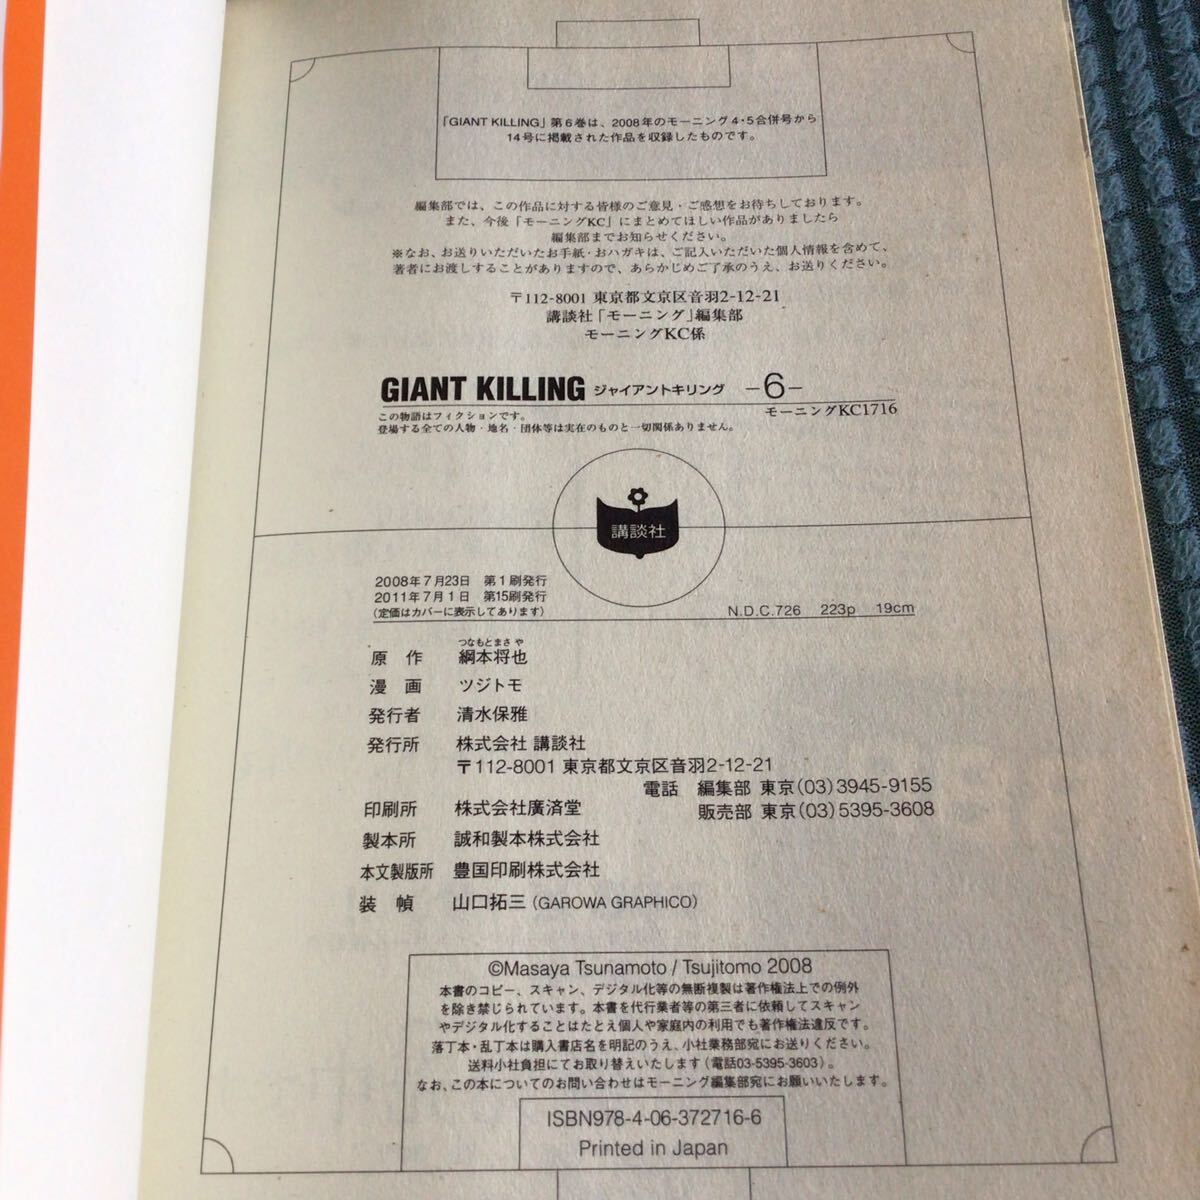 「GIANT KILLING」第6巻は、2008年のモーニング4・5合併号から
14号に掲載された作品を収録したものです。
編集部では、この作品に対する皆様のご意見・ご感想をお待ちしております。
また、今後「モーニングKC」にまとめてほしい作品がありましたら
編集部までお知らせください。
※なお、お送りいただいたお手紙・おハガキは、ご記入いただいた個人情報を含めて、
著者にお渡しすることがありますので、あらかじめご了承のうえ、お送りください。
〒112-8001 東京都文京区音羽2-12-21
講談社「モーニング」編集部
モーニングKC係
GIANT KILLING ジャイアントキリング －6－
モーニングKC1716
この物語はフィクションです。
登場する全ての人物・地名・団体等は実在のものと一切関係ありません。
講談社
2008年7月23日 第1刷発行
2011年7月1日 第15刷発行
(定価はカバーに表示してあります)
N.D.C.726 223p 19cm
つなもとまさや
原作 綱本将也
漫画 ツジトモ
発行者 清水保雅
発行所 株式会社 講談社
〒112-8001 東京都文京区音羽2-12-21
電話 編集部 東京(03)3945-9155
販売部 東京(03)5395-3608
印刷所 株式会社廣済堂
製本所 誠和製本株式会社
本文製版所 豊国印刷株式会社
装幀 山口拓三(GAROWA GRAPHICO)
©Masaya Tsunamoto / Tsujitomo 2008
本書のコピー、スキャン、デジタル化等の無断複製は著作権法上での例外
を除き禁じられています。本書を代行業者等の第三者に依頼してスキャン
やデジタル化することはたとえ個人や家庭内の利用でも著作権法違反です。
落丁本・乱丁本は購入書店名を明記のうえ、小社業務部宛にお送りください。
送料小社負担にてお取り替えいたします(電話03-5395-3603)。
なお、この本についてのお問い合わせはモーニング編集部宛にお願いいたします。
ISBN978-4-06-372716-6
Printed in Japan